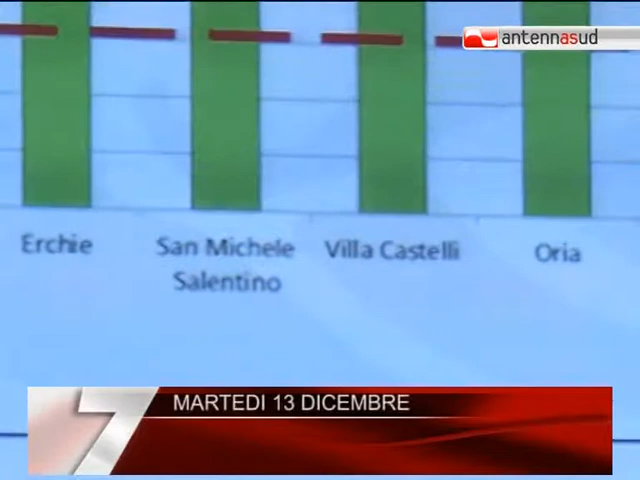 antennasud
Erchie
San Michele
Salentino
Villa Castelli
Oria
7
MARTEDI 13 DICEMBRE